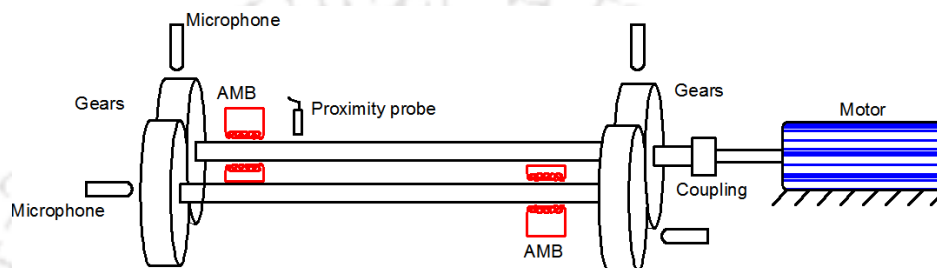 Microphone
Gears
AMB
Proximity probe
Gears
Motor
Microphone
Coupling
AMB